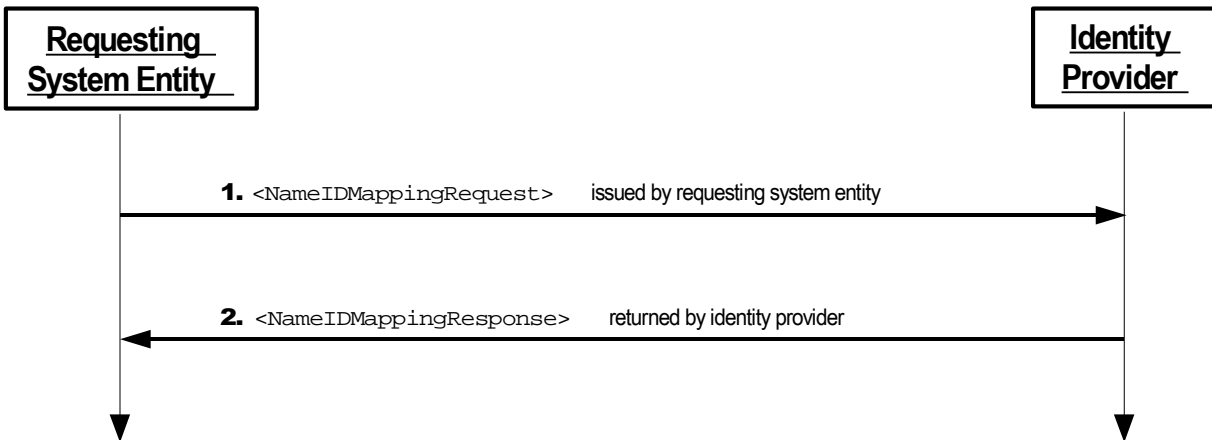 Requesting
System Entity
Identity
Provider
1. <NameIDMappingRequest> issued by requesting system entity
2. <NameIDMappingResponse> returned by identity provider